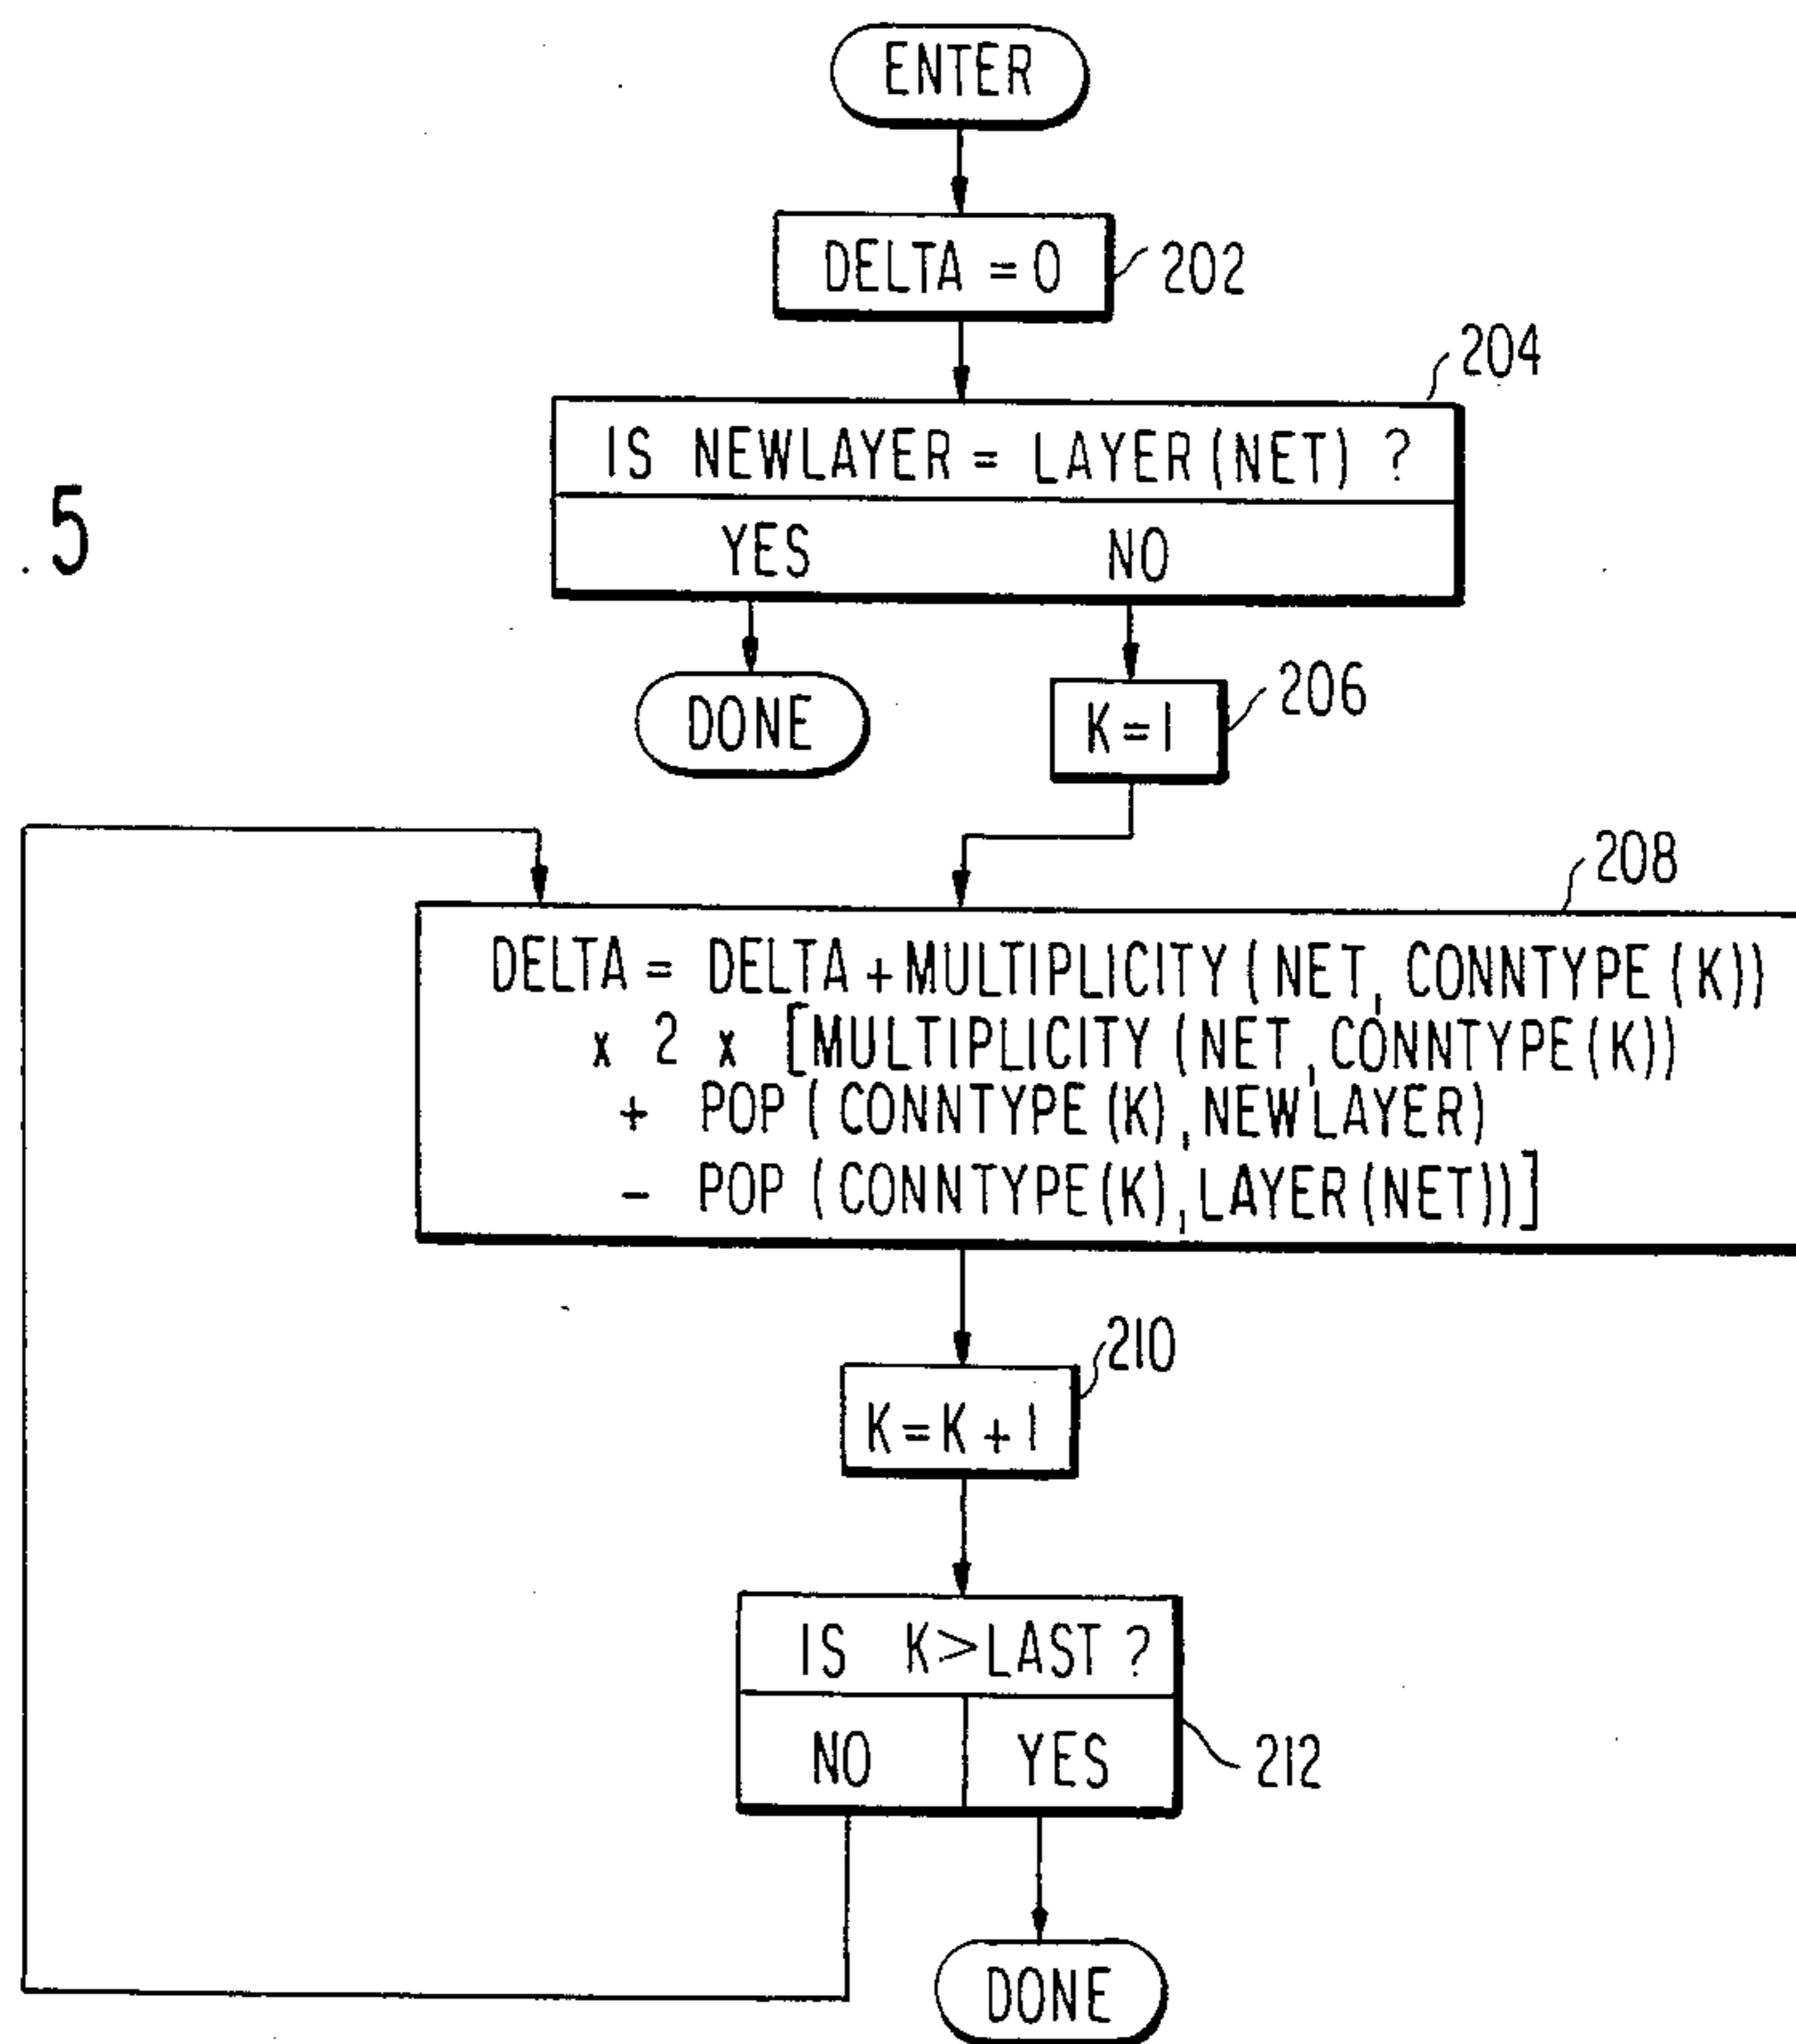 ENTER
DELTA = 0
202
204
IS NEWLAYER = LAYER(NET) ?
.5
YES NO
DONE
K=1
206
208
DELTA = DELTA + MULTIPLICITY (NET, CONNTYPE (K))
x 2 x [MULTIPLICITY (NET, CONNTYPE(K))
+ POP (CONNTYPE (K), NEWLAYER)
- POP (CONNTYPE(K), LAYER(NET))]
210
K=K+1
IS K>LAST ?
NO YES
212
DONE